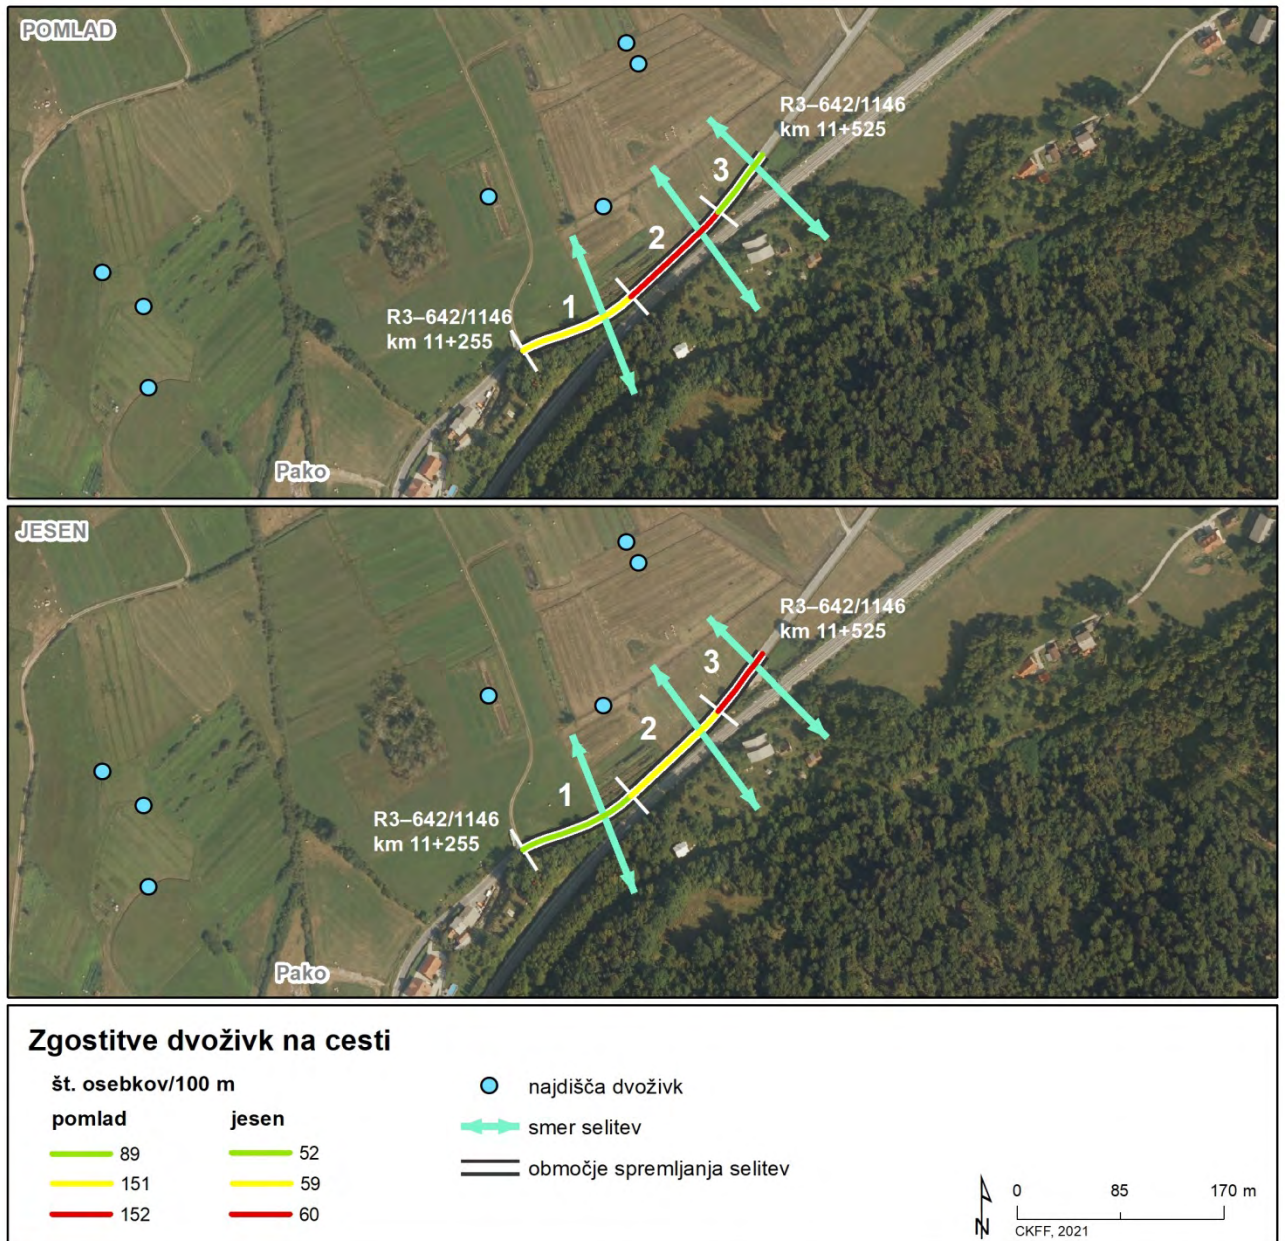 POMLAD
R3–642/1146
km 11+525
3
2
1
R3–642/1146
km 11+255
Pako
JESEN
R3–642/1146
km 11+525
3
2
1
R3–642/1146
km 11+255
Pako
Zgostitve dvoživk na cesti
št. osebkov/100 m
pomlad jesen
89 52
151 59
152 60
najdišča dvoživk
smer selitev
območje spremljanja selitev
N
0 85 170 m
CKFF, 2021